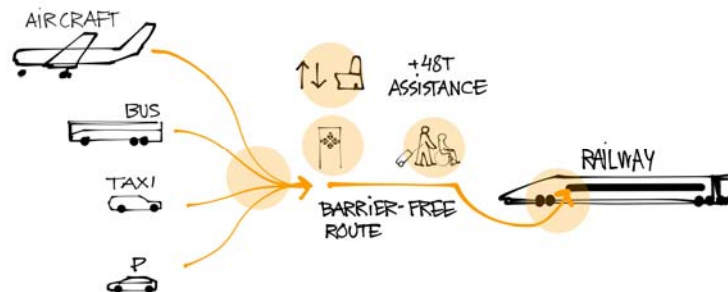 AIRCRAFT
BUS
TAXI
P
+48T
ASSISTANCE
BARRIER-FREE
ROUTE
RAILWAY